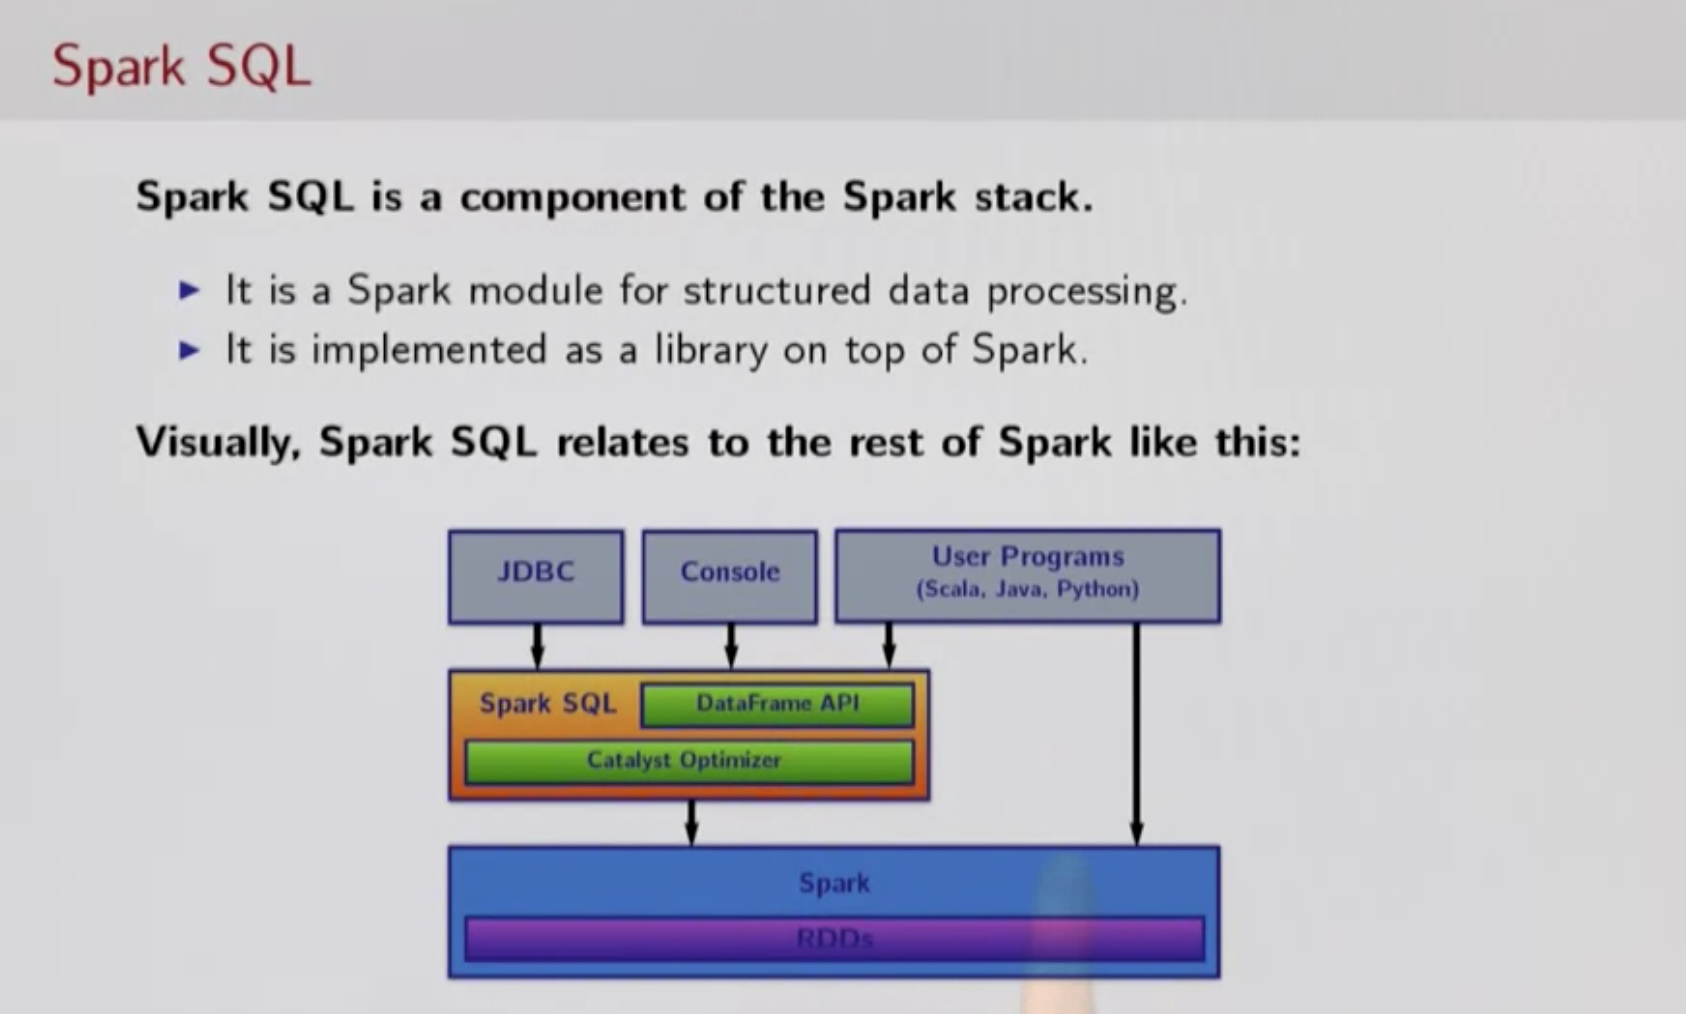 Spark SQL
Spark SQL is a component of the Spark stack.
It is a Spark module for structured data processing.
It is implemented as a library on top of Spark.
Visually, Spark SQL relates to the rest of Spark like this:
JDBC
Console
User Programs
(Scala, Java, Python)
Spark SQL
DataFrame API
Catalyst Optimizer
Spark
RDDs